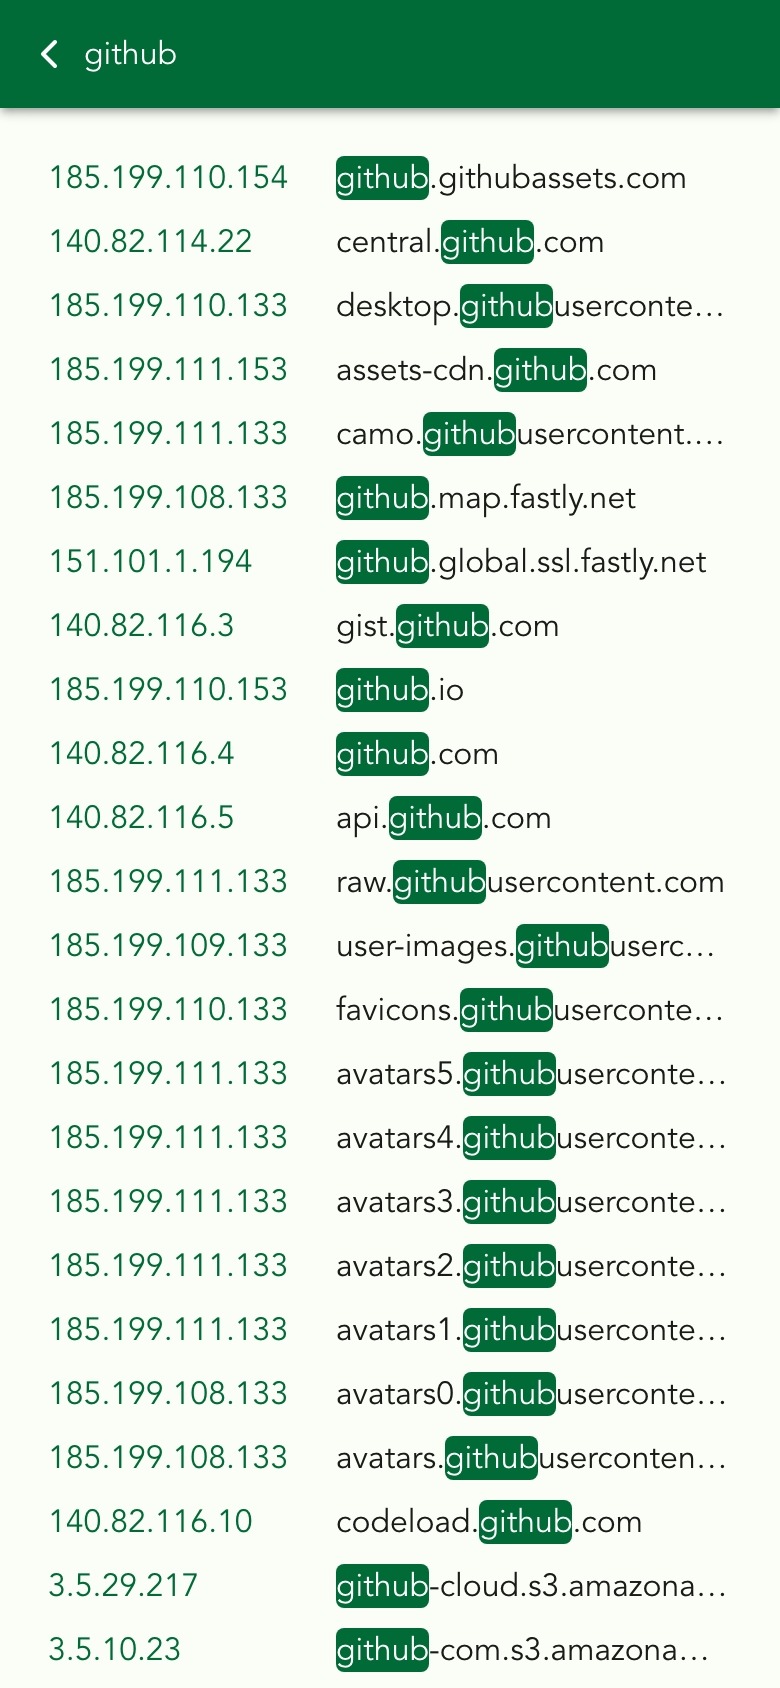 github
185.199.110.154 github.githubassets.com
140.82.114.22 central.github.com
185.199.110.133 desktop.githubuserconte…
185.199.111.153 assets-cdn.github.com
185.199.111.133 camo.githubusercontent.…
185.199.108.133 github.map.fastly.net
151.101.1.194 github.global.ssl.fastly.net
140.82.116.3 gist.github.com
185.199.110.153 github.io
140.82.116.4 github.com
140.82.116.5 api.github.com
185.199.111.133 raw.githubusercontent.com
185.199.109.133 user-images.githubuserc…
185.199.110.133 favicons.githubuserconte…
185.199.111.133 avatars5.githubuserconte…
185.199.111.133 avatars4.githubuserconte…
185.199.111.133 avatars3.githubuserconte…
185.199.111.133 avatars2.githubuserconte…
185.199.111.133 avatars1.githubuserconte…
185.199.108.133 avatars0.githubuserconte…
185.199.108.133 avatars.githubuserconten…
140.82.116.10 codeload.github.com
3.5.29.217 github-cloud.s3.amazona…
3.5.10.23 github-com.s3.amazona…